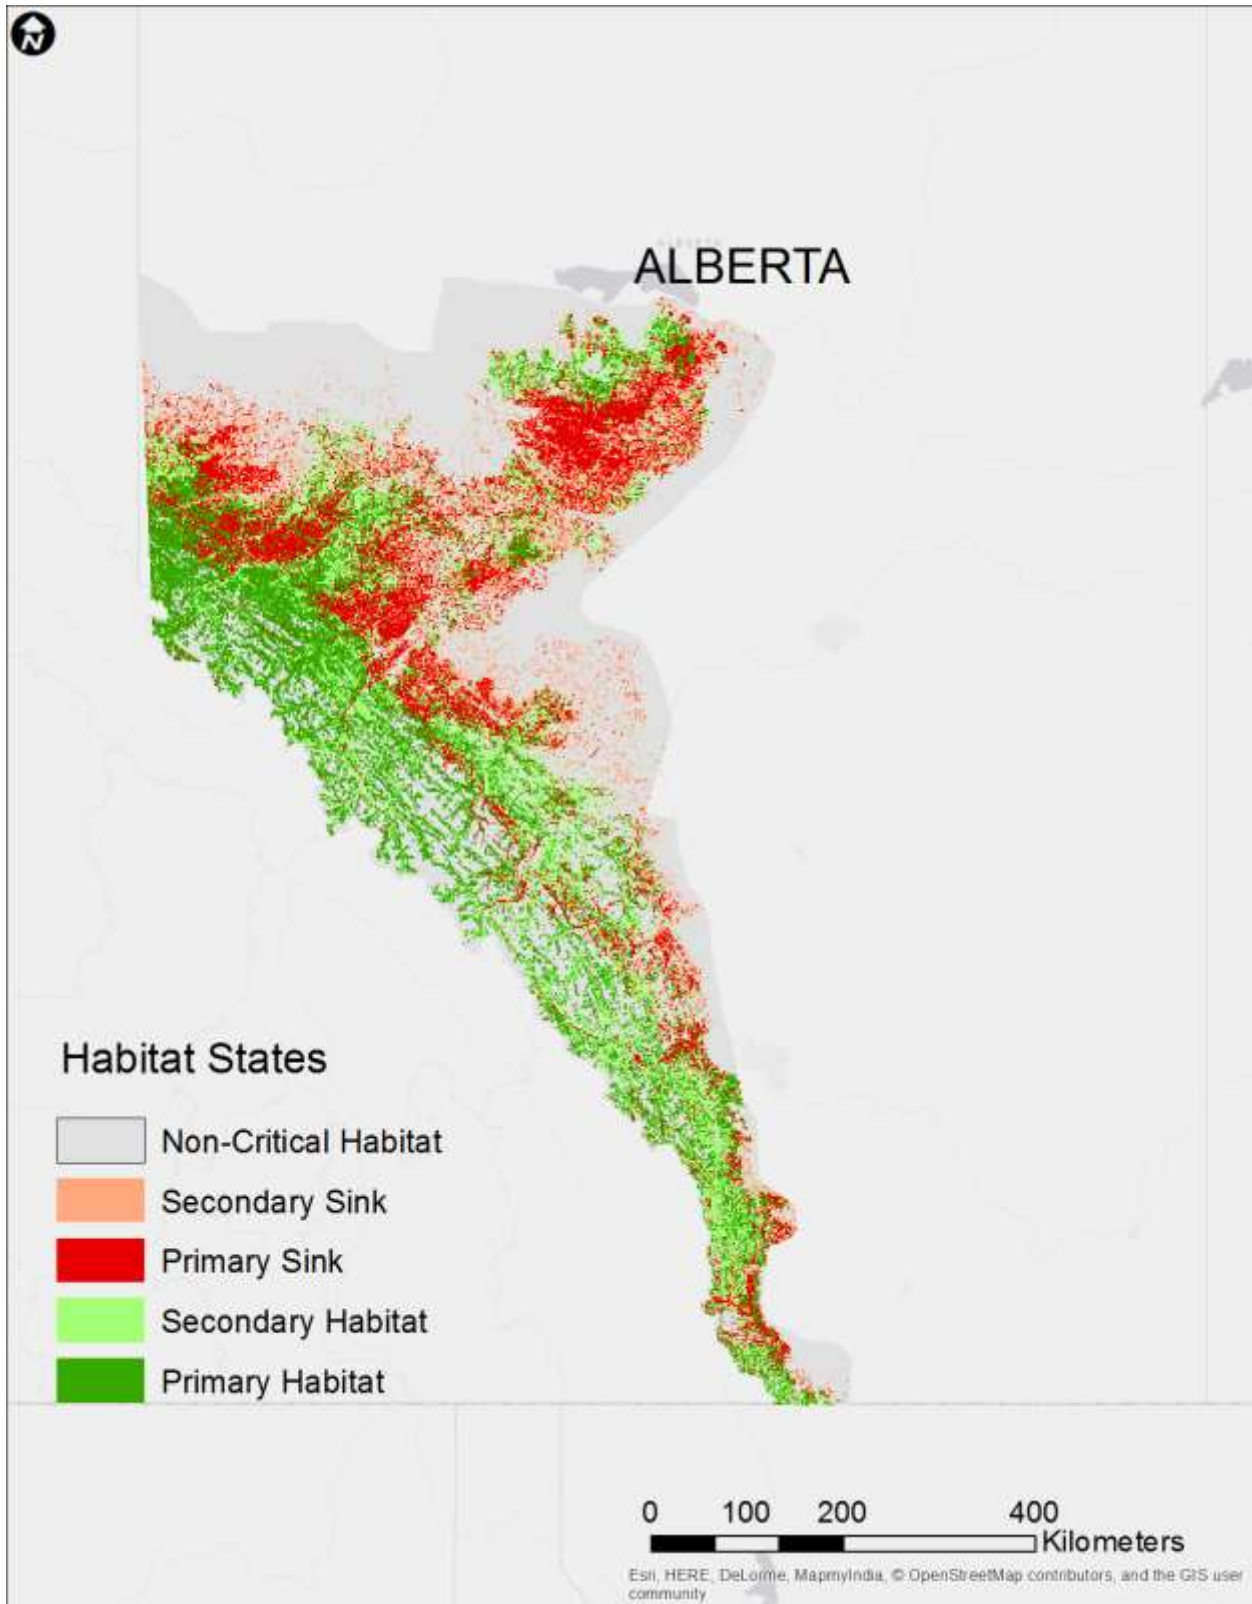 N
ALBERTA
ALBERTA
Habitat States
Non-Critical Habitat
Secondary Sink
Primary Sink
Secondary Habitat
Primary Habitat
0 100 200 400
Kilometers
Esri, HERE, DeLorme, MapmyIndia, © OpenStreetMap contributors, and the GIS user
community